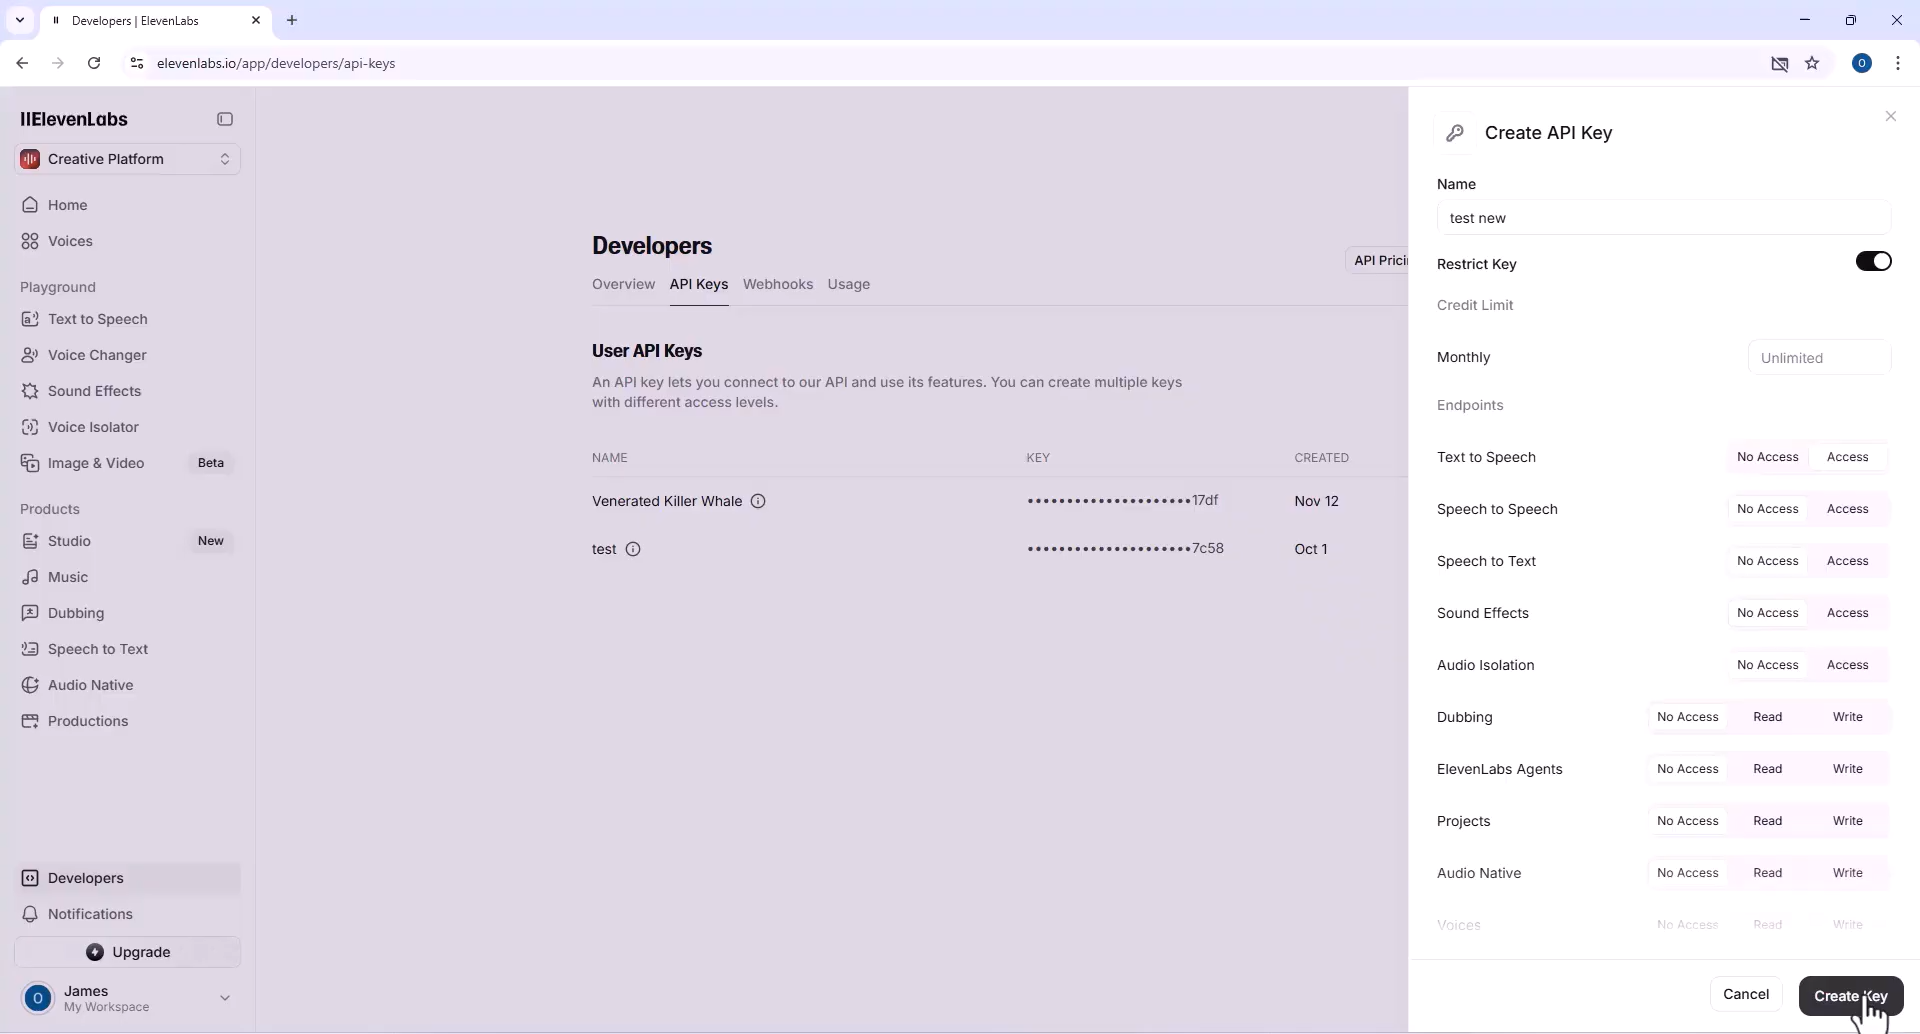 Developers | ElevenLabs
elevenlabs.io/app/developers/api-keys
O
IIElevenLabs
Creative Platform
Home
Voices
Playground
Text to Speech
Voice Changer
Sound Effects
Voice Isolator
Image & Video Beta
Products
Studio New
Music
Dubbing
Speech to Text
Audio Native
Productions
Developers
Notifications
Upgrade
O
James
My Workspace
Developers
API Prici
Overview API Keys Webhooks Usage
User API Keys
An API key lets you connect to our API and use its features. You can create multiple keys
with different access levels.
NAME KEY CREATED
Venerated Killer Whale •••••••••••••••••••••17df Nov 12
test •••••••••••••••••••••7c58 Oct 1
Create API Key
Name
test new
Restrict Key
Credit Limit
Monthly Unlimited
Endpoints
Text to Speech No Access Access
Speech to Speech No Access Access
Speech to Text No Access Access
Sound Effects No Access Access
Audio Isolation No Access Access
Dubbing No Access Read Write
ElevenLabs Agents No Access Read Write
Projects No Access Read Write
Audio Native No Access Read Write
Voices No Access Read Write
Cancel Create Key